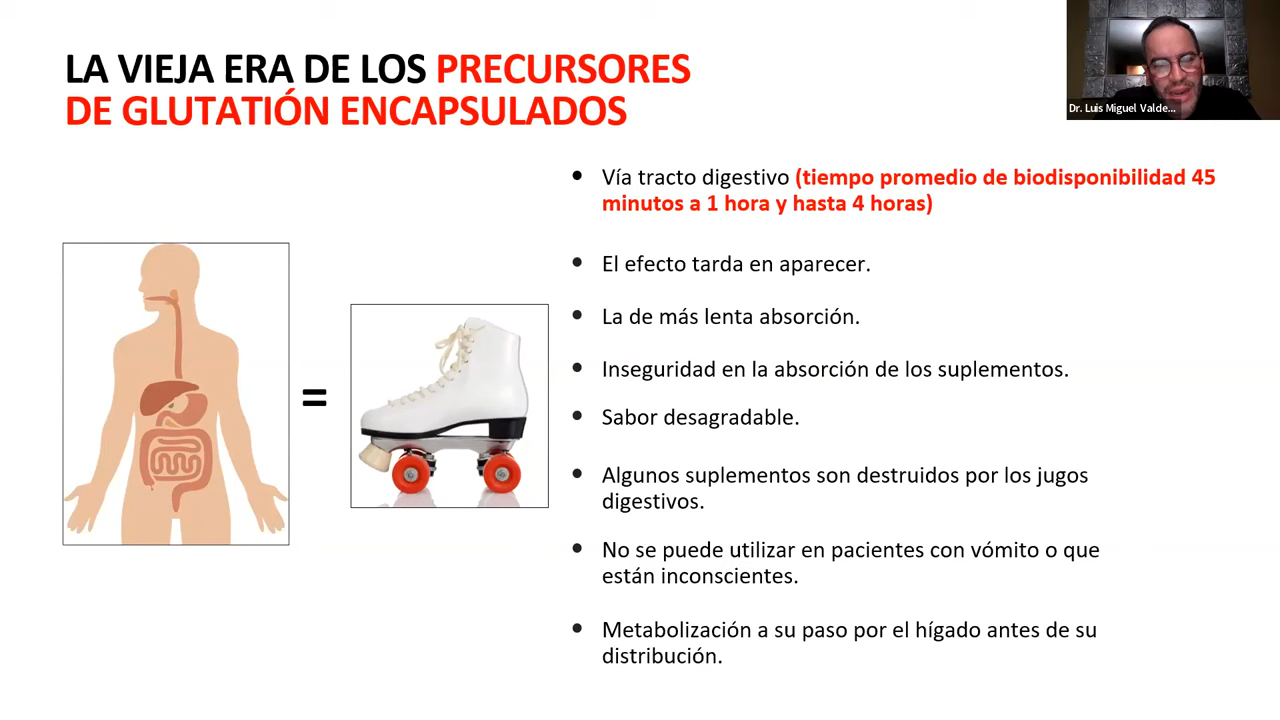 LA VIEJA ERA DE LOS PRECURSORES
DE GLUTATIÓN ENCAPSULADOS
Dr. Luis Miguel Valde...
• Vía tracto digestivo (tiempo promedio de biodisponibilidad 45
minutos a 1 hora y hasta 4 horas)
• El efecto tarda en aparecer.
• La de más lenta absorción.
• Inseguridad en la absorción de los suplementos.
• Sabor desagradable.
• Algunos suplementos son destruidos por los jugos
digestivos.
• No se puede utilizar en pacientes con vómito o que
están inconscientes.
• Metabolización a su paso por el hígado antes de su
distribución.
=